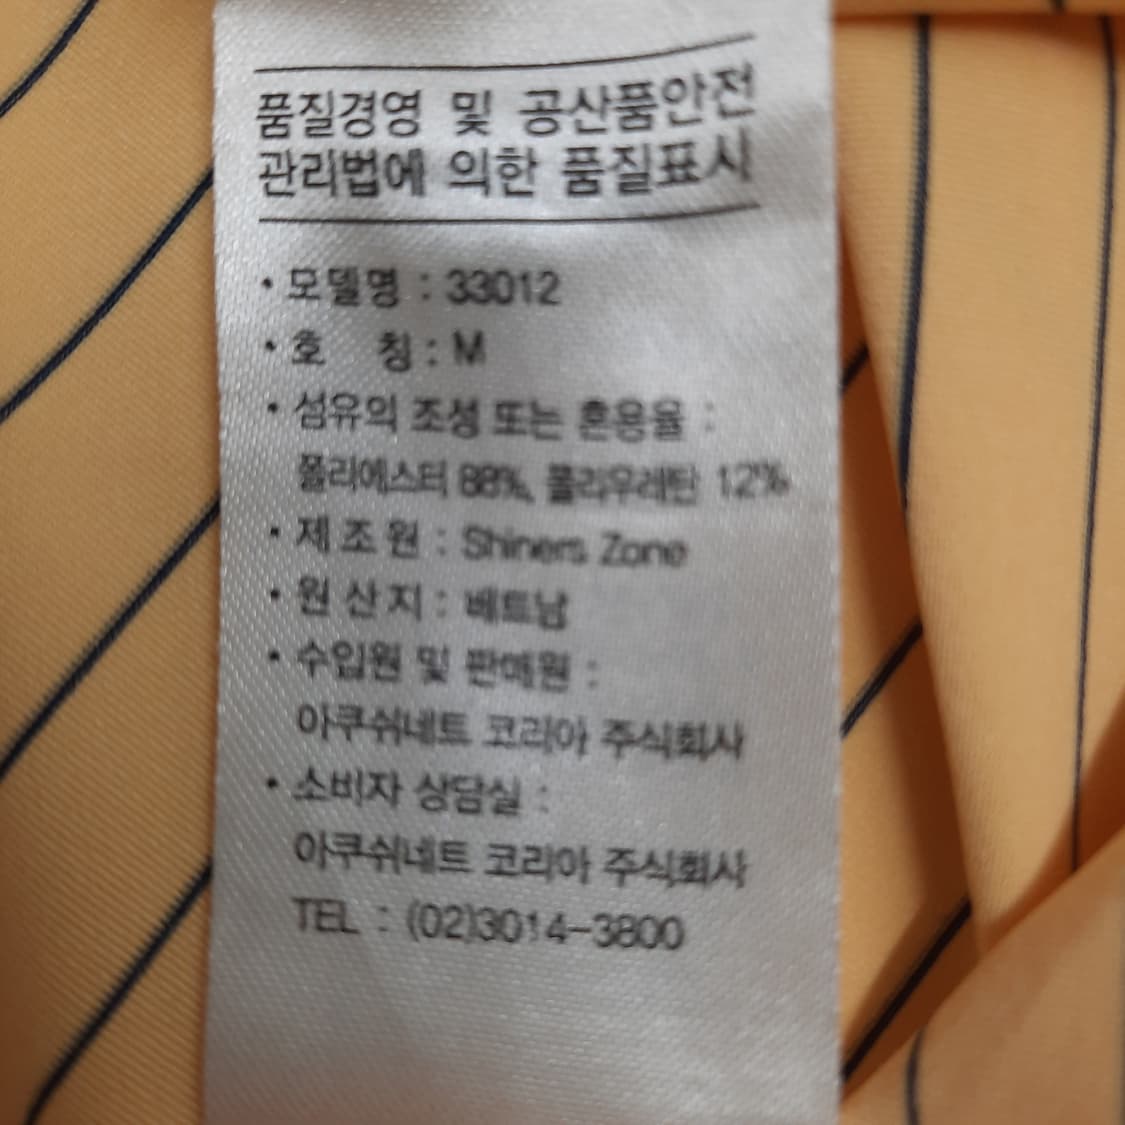 품질경영 및 공산품안전
관리법에 의한 품질표시
• 모델명 : 33012
• 호 칭 : M
• 섬유의 조성 또는 혼용율 :
폴리에스터 88%, 폴리우레탄 12%
• 제조원 : Shiners Zone
• 원산지 : 베트남
• 수입원 및 판매원 :
아쿠쉬네트 코리아 주식회사
• 소비자 상담실 :
아쿠쉬네트 코리아 주식회사
TEL : (02)3014-3800